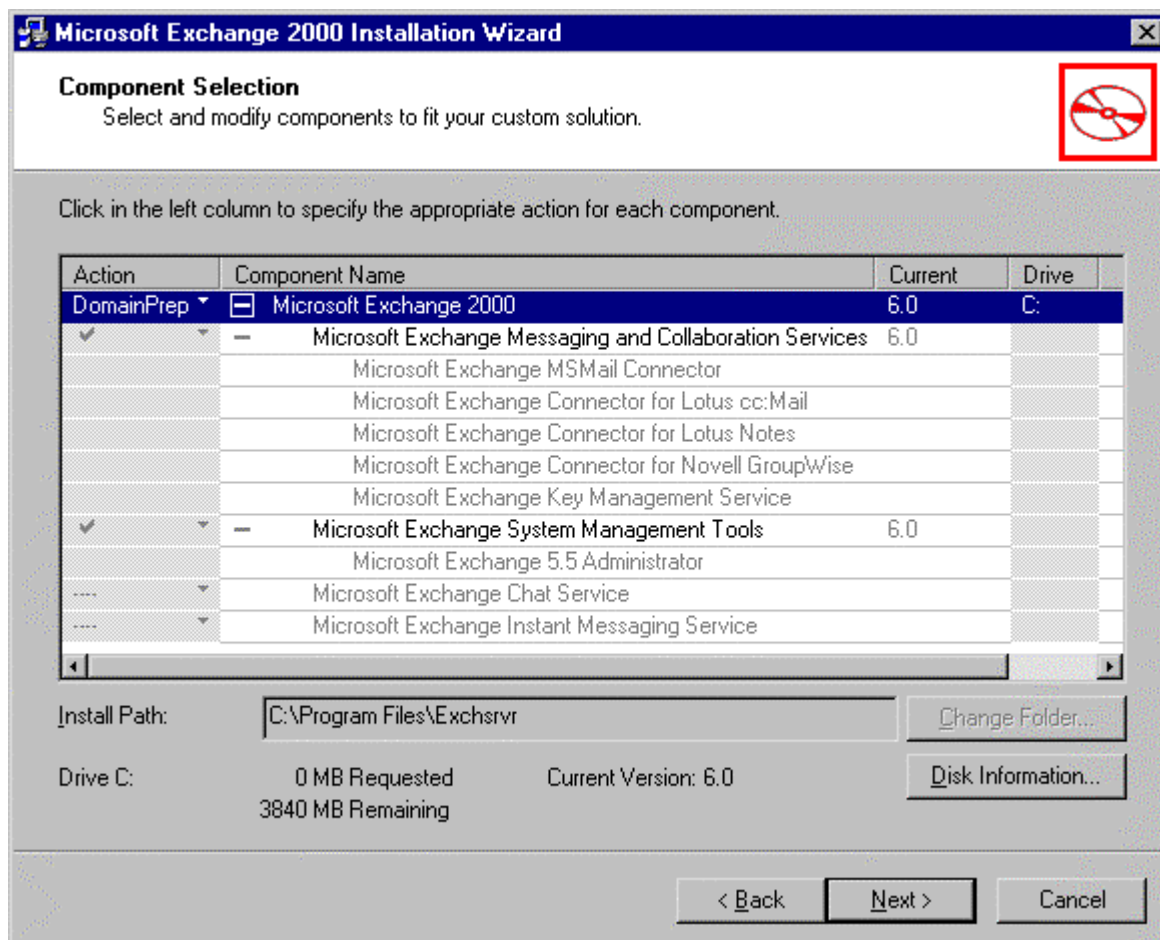 Microsoft Exchange 2000 Installation Wizard
Component Selection
Select and modify components to fit your custom solution.
Click in the left column to specify the appropriate action for each component.
Action Component Name Current Drive
DomainPrep Microsoft Exchange 2000 6.0 C:
Microsoft Exchange Messaging and Collaboration Services 6.0
Microsoft Exchange MSMail Connector
Microsoft Exchange Connector for Lotus cc:Mail
Microsoft Exchange Connector for Lotus Notes
Microsoft Exchange Connector for Novell GroupWise
Microsoft Exchange Key Management Service
Microsoft Exchange System Management Tools 6.0
Microsoft Exchange 5.5 Administrator
---- Microsoft Exchange Chat Service
---- Microsoft Exchange Instant Messaging Service
Install Path: C:\Program Files\Exchsrvr Change Folder...
Drive C: 0 MB Requested Current Version: 6.0 Disk Information...
3840 MB Remaining
< Back Next > Cancel